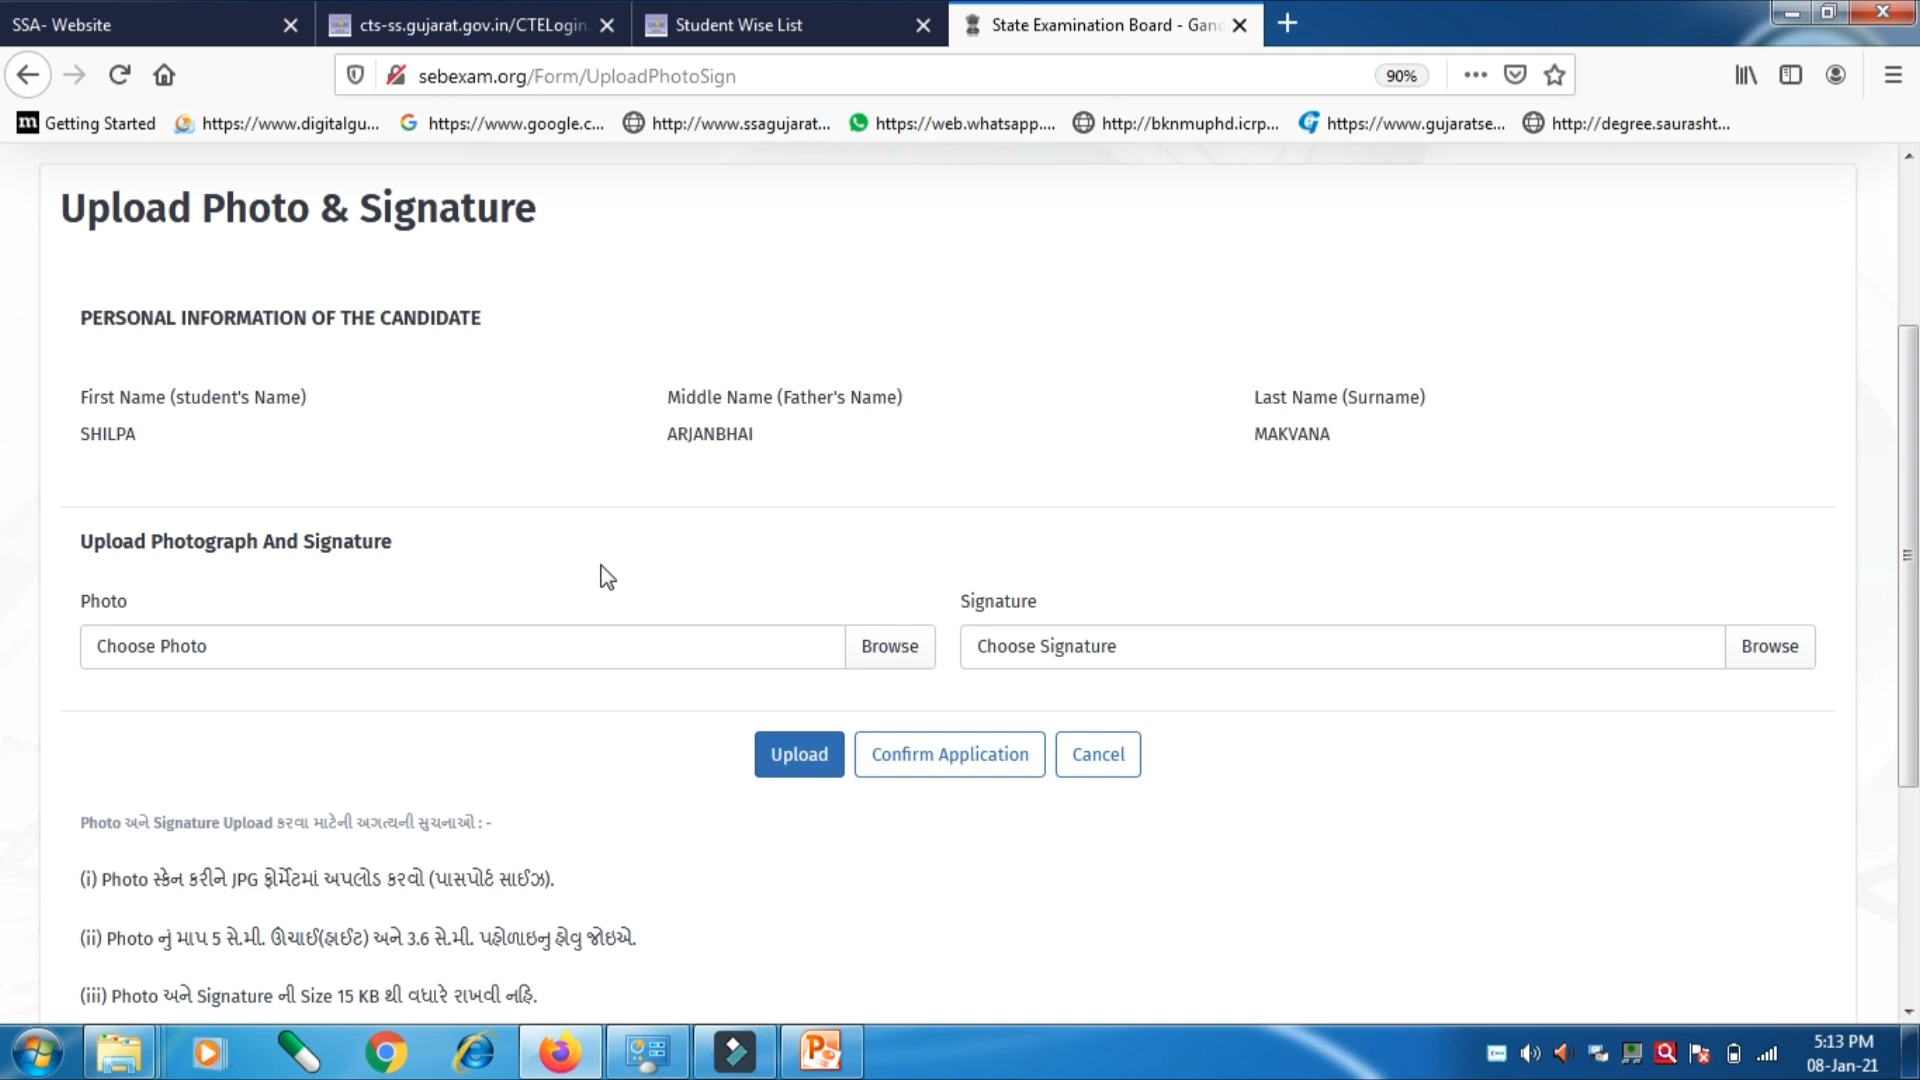 SSA- Website
cts-ss.gujarat.gov.in/CTELogin
Student Wise List
State Examination Board - Gand
sebexam.org/Form/UploadPhotoSign
90%
Getting Started
https://www.digitalgu...
https://www.google.c...
http://www.ssagujarat...
https://web.whatsapp....
http://bknmuphd.icrp...
https://www.gujaratse...
http://degree.saurasht...
Upload Photo & Signature
PERSONAL INFORMATION OF THE CANDIDATE
First Name (student's Name)
Middle Name (Father's Name)
Last Name (Surname)
SHILPA
ARJANBHAI
MAKVANA
Upload Photograph And Signature
Photo
Signature
Choose Photo
Browse
Choose Signature
Browse
Upload
Confirm Application
Cancel
Photo અને Signature Upload કરવા માટેની અગત્યની સુચનાઓ : -
(i) Photo સ્કેન કરીને JPG ફોર્મેટમાં અપલોડ કરવો (પાસપોર્ટ સાઈઝ).
(ii) Photo નું માપ 5 સે.મી. ઊંચાઈ(હાઈટ) અને 3.6 સે.મી. પહોળાઇનુ હોવુ જોઇએ.
(iii) Photo અને Signature ની Size 15 KB થી વધારે રાખવી નહિ.
5:13 PM
08-Jan-21